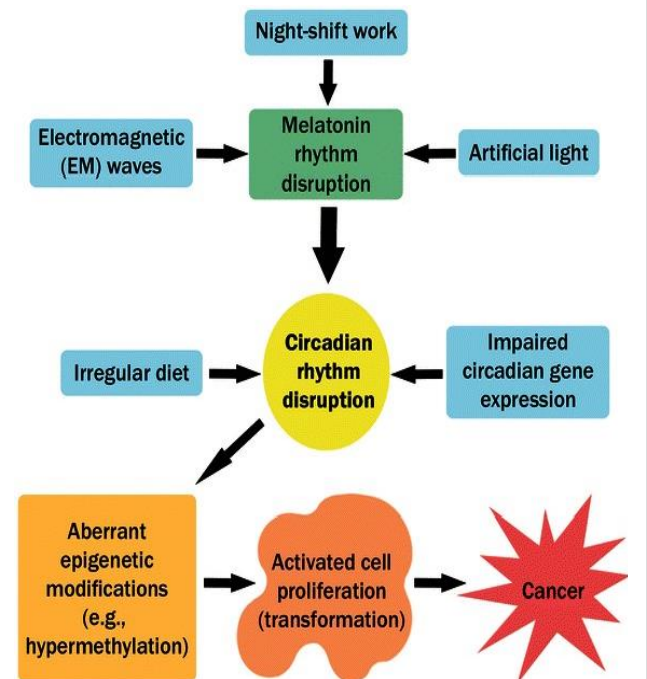 Night-shift work
Electromagnetic
(EM) waves
Melatonin
rhythm
disruption
Artificial light
Irregular diet
Circadian
rhythm
disruption
Impaired
circadian gene
expression
Aberrant
epigenetic
modifications
(e.g.,
hypermethylation)
Activated cell
proliferation
(transformation)
Cancer